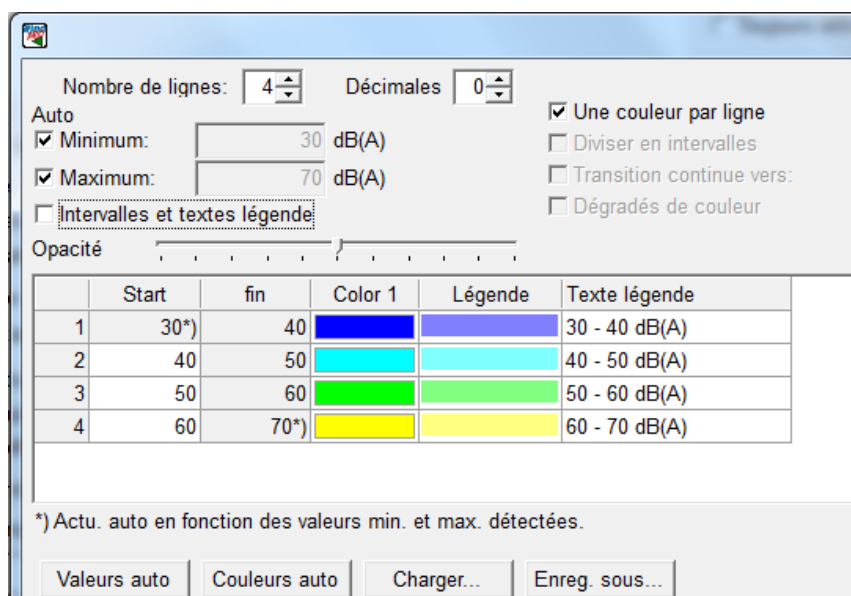 Nombre de lignes: 4 Décimales 0
Auto
Minimum: 30 dB(A)
Maximum: 70 dB(A)
Intervalles et textes légende
Une couleur par ligne
Diviser en intervalles
Transition continue vers:
Dégradés de couleur
Opacité
Start fin Color 1 Légende Texte légende
1 30*) 40 30 - 40 dB(A)
2 40 50 40 - 50 dB(A)
3 50 60 50 - 60 dB(A)
4 60 70*) 60 - 70 dB(A)
*) Actu. auto en fonction des valeurs min. et max. détectées.
Valeurs auto Couleurs auto Charger... Enreg. sous...